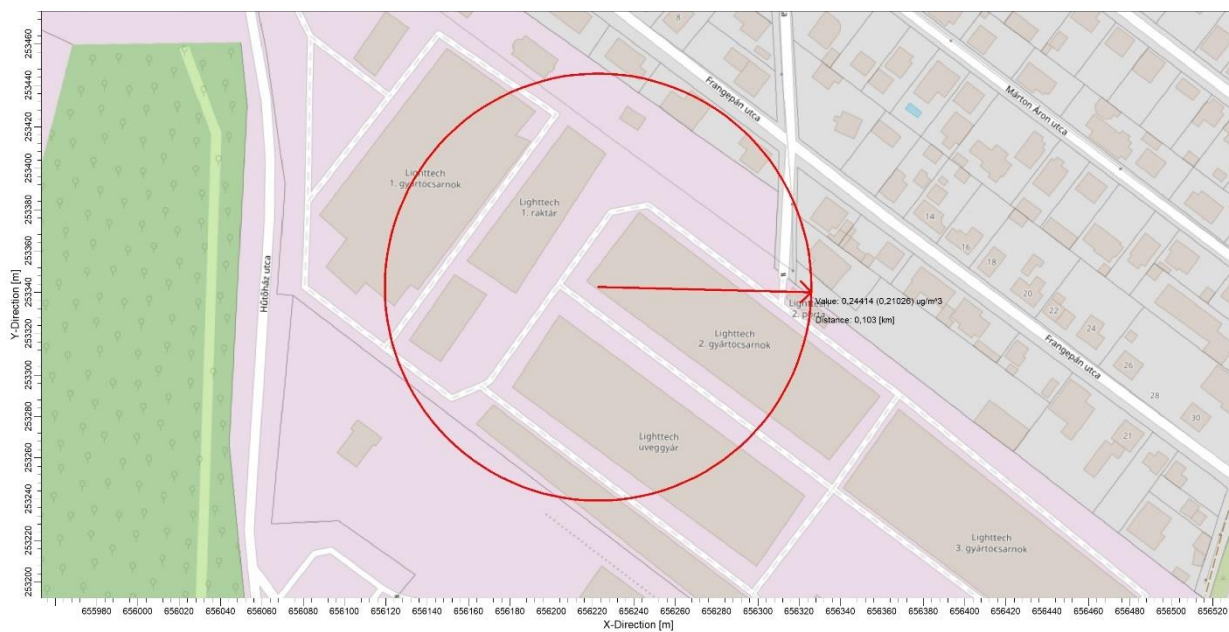 Frangepán utca
Márton Áron utca
Lighttech
1. gyártócsarnok
Lighttech
1. raktár
Hűtőház utca
Lighttech
2. gyártócsarnok
Lighttech
2. porta
Value: 0,24414 (0,21026) ug/m^3
Distance: 0,103 [km]
Lighttech
üveggyár
Lighttech
3. gyártócsarnok
Frangepán utca
8
14
16
18
20
22
24
26
28
30
21
Y-Direction [m]
253460
253440
253420
253400
253380
253360
253340
253320
253300
253280
253260
253240
253220
253200
655980 656000 656020 656040 656060 656080 656100 656120 656140 656160 656180 656200 656220 656240 656260 656280 656300 656320 656340 656360 656380 656400 656420 656440 656460 656480 656500 656520
X-Direction [m]